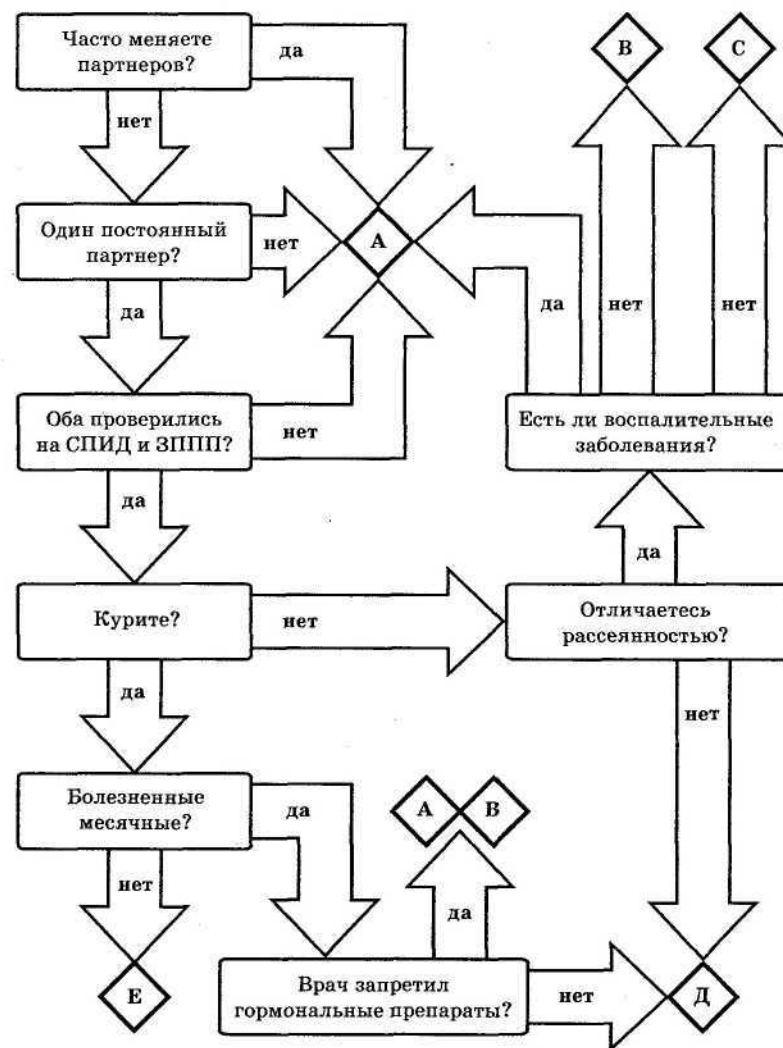 Часто меняете
партнеров?
да
В
С
нет
Один постоянный
партнер?
нет
А
да
да
нет
нет
Оба проверились
на СПИД и ЗППП?
нет
Есть ли воспалительные
заболевания?
да
да
Курите?
нет
Отличаетесь
рассеянностью?
да
нет
Болезненные
месячные?
да
А
В
нет
да
Е
Врач запретил
гормональные препараты?
нет
Д